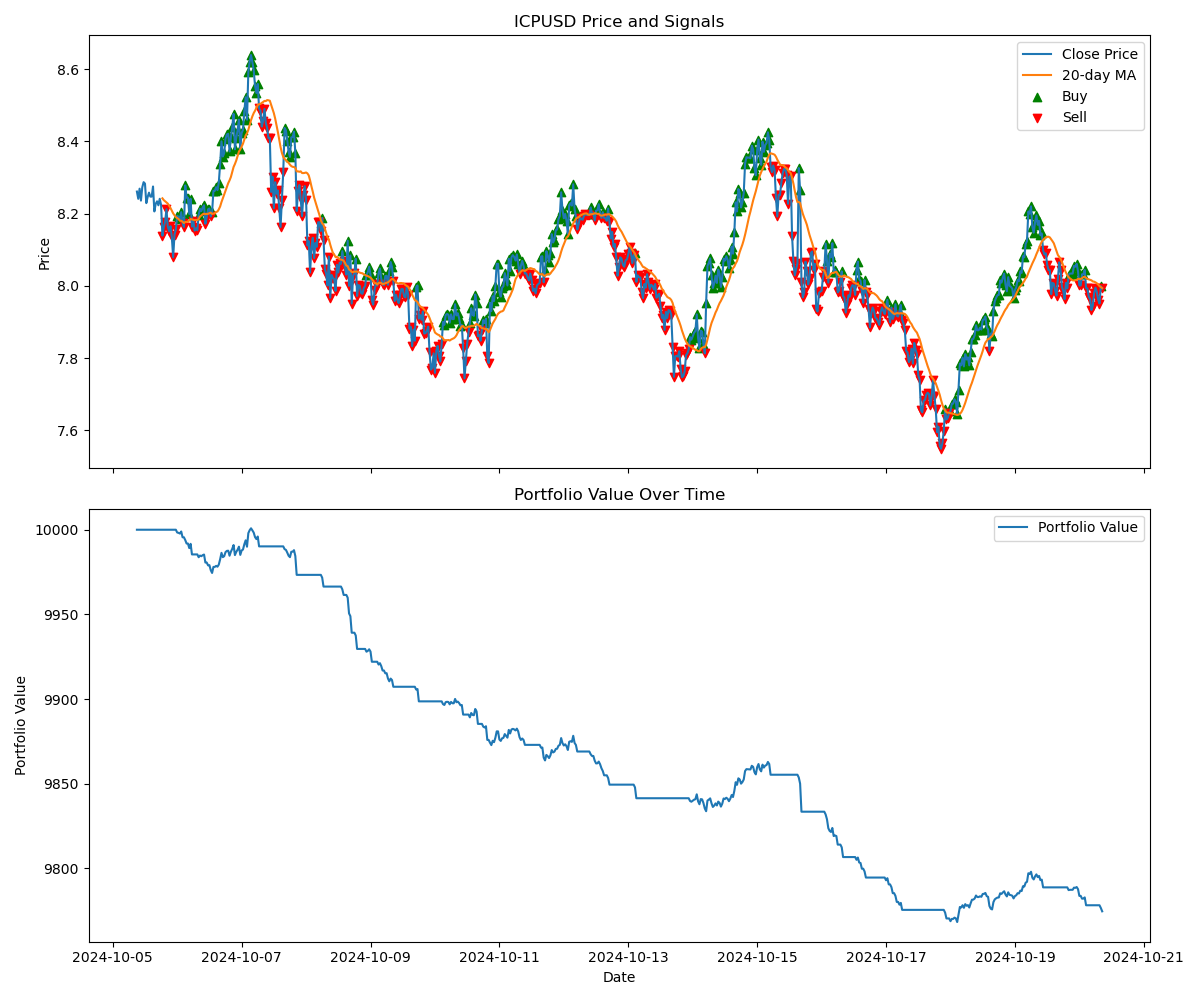 ICPUSD Price and Signals
Price
8.6
8.4
8.2
8.0
7.8
7.6
Close Price
20-day MA
Buy
Sell
Portfolio Value Over Time
Portfolio Value
10000
9950
9900
9850
9800
Portfolio Value
2024-10-05
2024-10-07
2024-10-09
2024-10-11
2024-10-13
2024-10-15
2024-10-17
2024-10-19
2024-10-21
Date